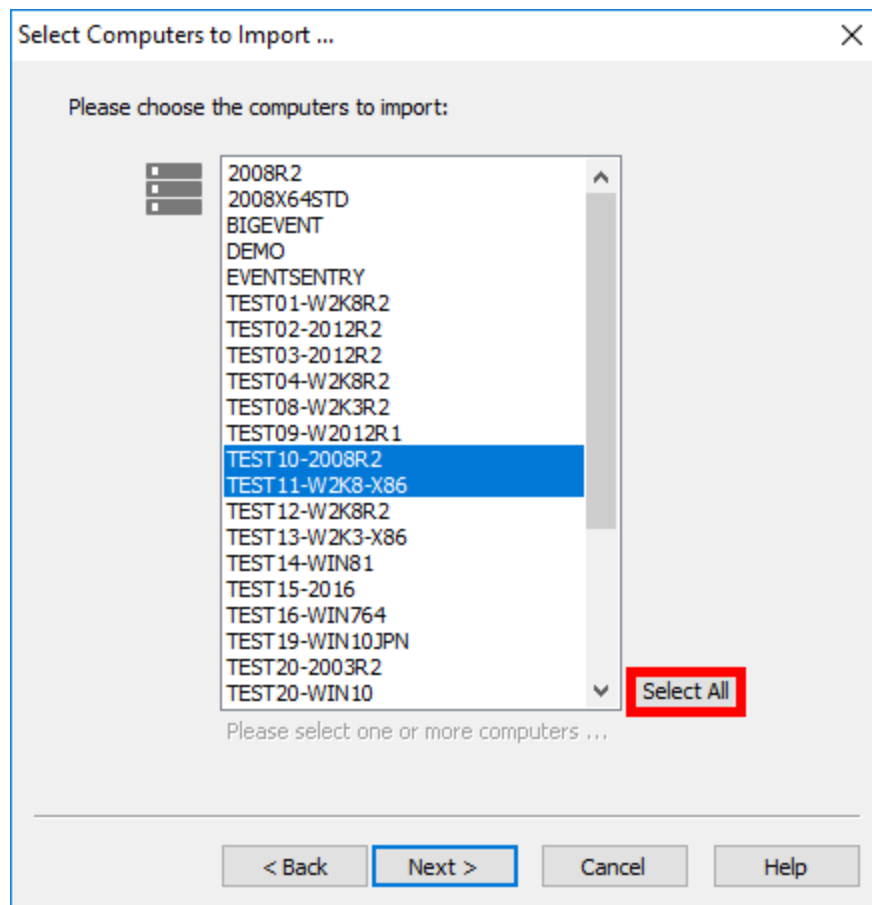 Select Computers to Import ...
Please choose the computers to import:
2008R2
2008X64STD
BIGEVENT
DEMO
EVENTSENTRY
TEST01-W2K8R2
TEST02-2012R2
TEST03-2012R2
TEST04-W2K8R2
TEST08-W2K3R2
TEST09-W2012R1
TEST10-2008R2
TEST11-W2K8-X86
TEST12-W2K8R2
TEST13-W2K3-X86
TEST14-WIN81
TEST15-2016
TEST16-WIN764
TEST19-WIN10JPN
TEST20-2003R2
TEST20-WIN10
Select All
Please select one or more computers ...
< Back
Next >
Cancel
Help